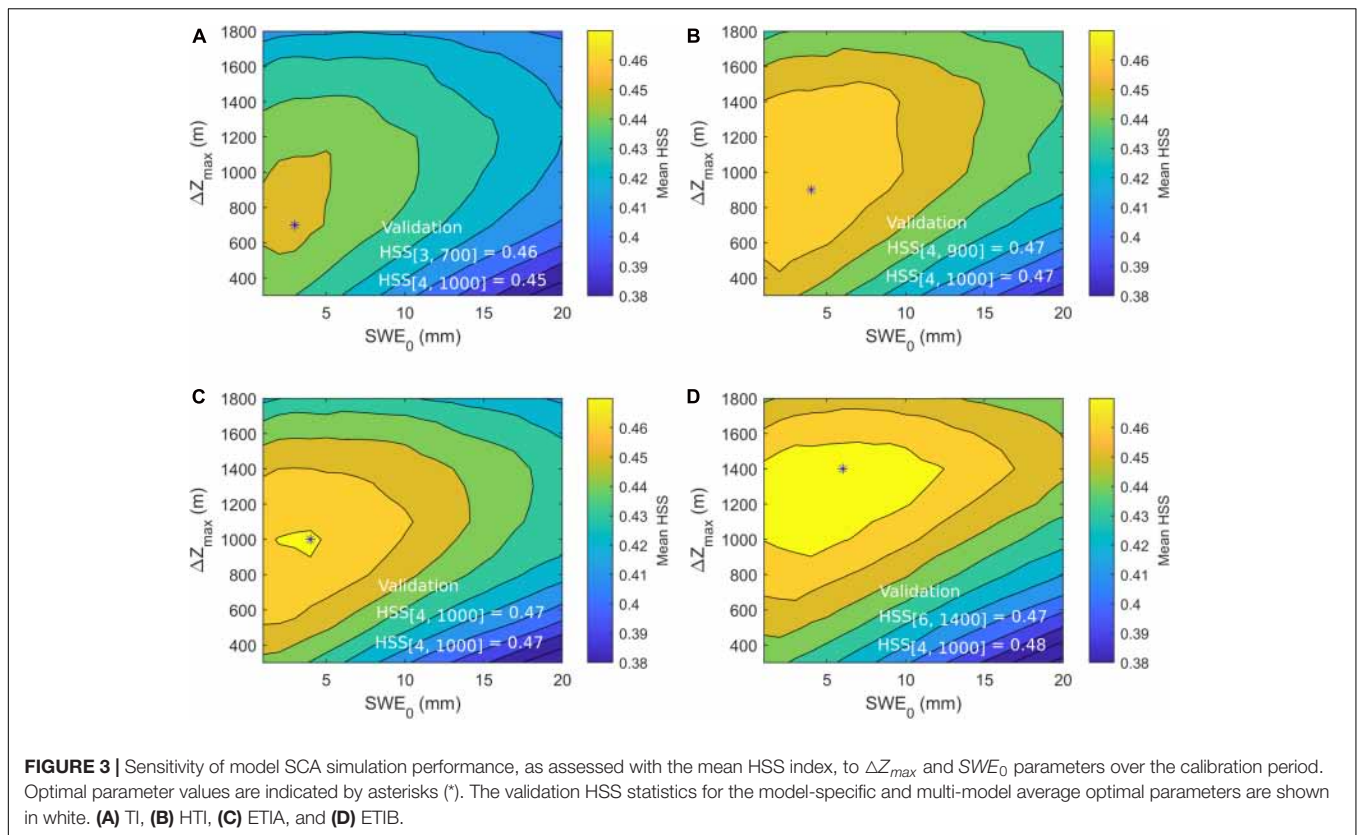 A
1800
1600
1400
1200
1000
800
600
400
ΔZmax (m)
5
10
15
20
SWE0 (mm)
Validation
HSS[3, 700] = 0.46
HSS[4, 1000] = 0.45
0.46
0.45
0.44
0.43
0.42
0.41
0.4
0.39
0.38
Mean HSS
B
1800
1600
1400
1200
1000
800
600
400
ΔZmax (m)
5
10
15
20
SWE0 (mm)
Validation
HSS[4, 900] = 0.47
HSS[4, 1000] = 0.47
0.46
0.45
0.44
0.43
0.42
0.41
0.4
0.39
0.38
Mean HSS
C
1800
1600
1400
1200
1000
800
600
400
ΔZmax (m)
5
10
15
20
SWE0 (mm)
Validation
HSS[4, 1000] = 0.47
HSS[4, 1000] = 0.47
0.46
0.45
0.44
0.43
0.42
0.41
0.4
0.39
0.38
Mean HSS
D
1800
1600
1400
1200
1000
800
600
400
ΔZmax (m)
5
10
15
20
SWE0 (mm)
Validation
HSS[6, 1400] = 0.47
HSS[4, 1000] = 0.48
0.46
0.45
0.44
0.43
0.42
0.41
0.4
0.39
0.38
Mean HSS
FIGURE 3 | Sensitivity of model SCA simulation performance, as assessed with the mean HSS index, to ΔZmax and SWE0 parameters over the calibration period.
Optimal parameter values are indicated by asterisks (*). The validation HSS statistics for the model-specific and multi-model average optimal parameters are shown
in white. (A) TI, (B) HTI, (C) ETIA, and (D) ETIB.